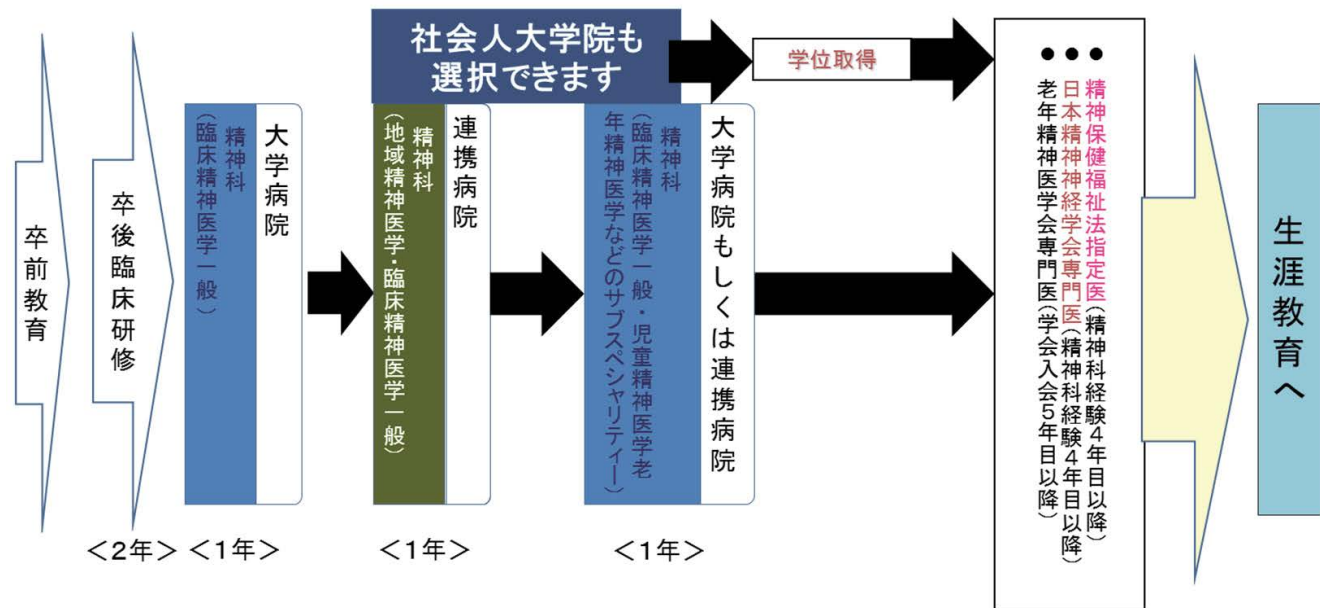 卒前教育
卒後臨床研修
大学病院
精神科
(臨床精神医学一般)
社会人大学院も
選択できます
連携病院
精神科
(地域精神医学・臨床精神医学一般)
大学病院もしくは連携病院
精神科
(臨床精神医学一般・児童精神医学老
年精神医学などのサブスペシャリティー)
学位取得
●●●
精神保健福祉法指定医(精神科経験4年目以降)
日本精神神経学会専門医(精神科経験4年目以降)
老年精神医学会専門医(学会入会5年目以降)
生涯教育へ
<2年>
<1年>
<1年>
<1年>